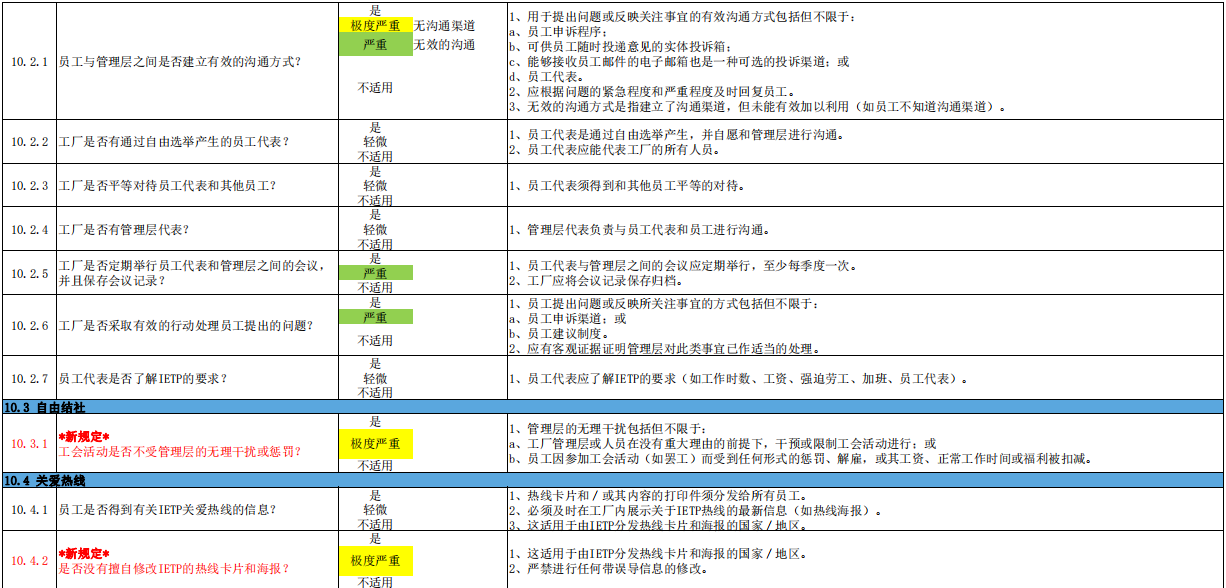 10.2.1
员工与管理层之间是否建立有效的沟通方式？
是
极度严重 无沟通渠道
严重 无效的沟通
不适用
1、用于提出问题或反映关注事宜的有效沟通方式包括但不限于：
a、员工申诉程序；
b、可供员工随时投递意见的实体投诉箱；
c、能够接收员工邮件的电子邮箱也是一种可选的投诉渠道；或
d、员工代表。
2、应根据问题的紧急程度和严重程度及时回复员工。
3、无效的沟通方式是指建立了沟通渠道，但未能有效加以利用（如员工不知道沟通渠道）。
10.2.2
工厂是否有通过自由选举产生的员工代表？
是
轻微
不适用
1、员工代表是通过自由选举产生，并自愿和管理层进行沟通。
2、员工代表应能代表工厂的所有人员。
10.2.3
工厂是否平等对待员工代表和其他员工？
是
轻微
不适用
1、员工代表须得到和其他员工平等的对待。
10.2.4
工厂是否有管理层代表？
是
轻微
不适用
1、管理层代表负责与员工代表和员工进行沟通。
10.2.5
工厂是否定期举行员工代表和管理层之间的会议，
并且保存会议记录？
是
严重
不适用
1、员工代表与管理层之间的会议应定期举行，至少每季度一次。
2、工厂应将会议记录保存归档。
10.2.6
工厂是否采取有效的行动处理员工提出的问题？
是
严重
不适用
1、员工提出问题或反映所关注事宜的方式包括但不限于：
a、员工申诉渠道；或
b、员工建议制度。
2、应有客观证据证明管理层对此类事宜已作适当的处理。
10.2.7
员工代表是否了解IETP的要求？
是
轻微
不适用
1、员工代表应了解IETP的要求（如工作时数、工资、强迫劳工、加班、员工代表）。
10.3 自由结社
10.3.1
*新规定*
工会活动是否不受管理层的无理干扰或惩罚？
是
极度严重
不适用
1、管理层的无理干扰包括但不限于：
a、工厂管理层或人员在没有重大理由的前提下，干预或限制工会活动进行；或
b、员工因参加工会活动（如罢工）而受到任何形式的惩罚、解雇，或其工资、正常工作时间或福利被扣减。
10.4 关爱热线
10.4.1
员工是否得到有关IETP关爱热线的信息？
是
轻微
不适用
1、热线卡片和／或其内容的打印件须分发给所有员工。
2、必须及时在工厂内展示关于IETP热线的最新信息（如热线海报）。
3、这适用于由IETP分发热线卡片和海报的国家／地区。
10.4.2
*新规定*
是否没有擅自修改IETP的热线卡片和海报？
是
极度严重
不适用
1、这适用于由IETP分发热线卡片和海报的国家／地区。
2、严禁进行任何带误导信息的修改。